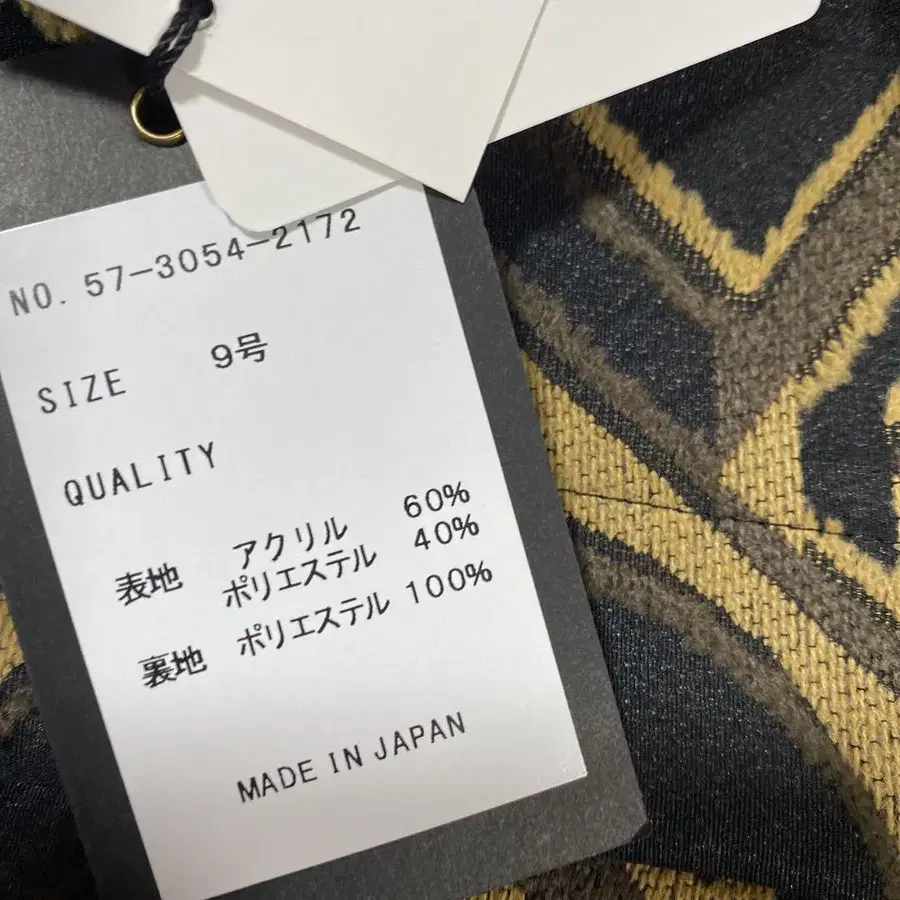 NO. 57-3054-2172
SIZE 9号
QUALITY
表地 アクリル 60%
ポリエステル 40%
裏地 ポリエステル 100%
MADE IN JAPAN